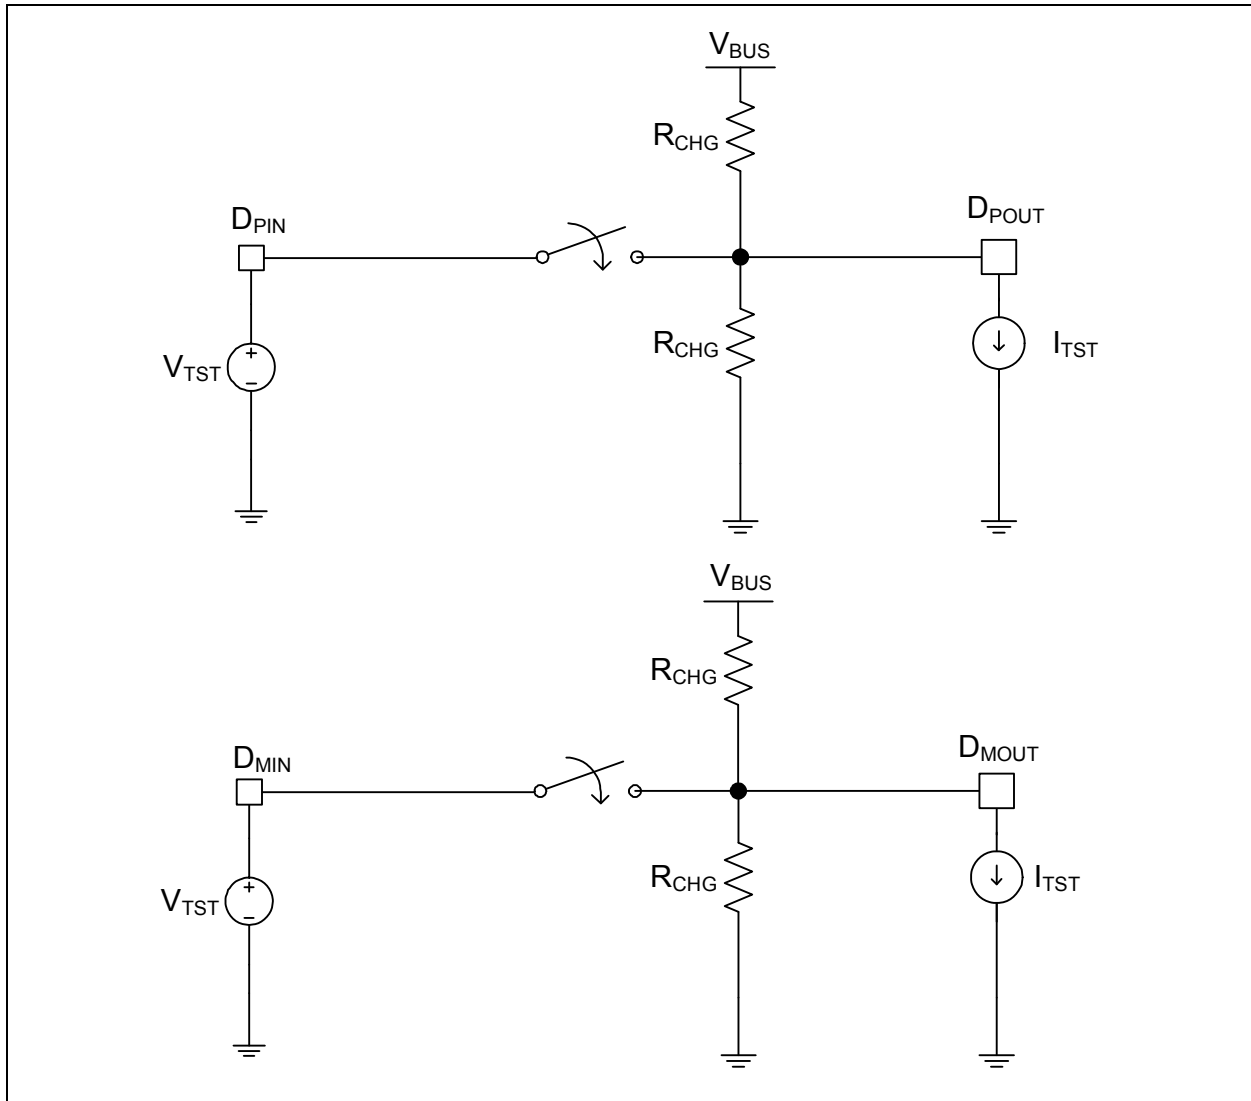 VBUS
RCHG
DPIN
DPOUT
RCHG
VTST
+
−
ITST
VBUS
RCHG
DMIN
DMOUT
RCHG
VTST
+
−
ITST